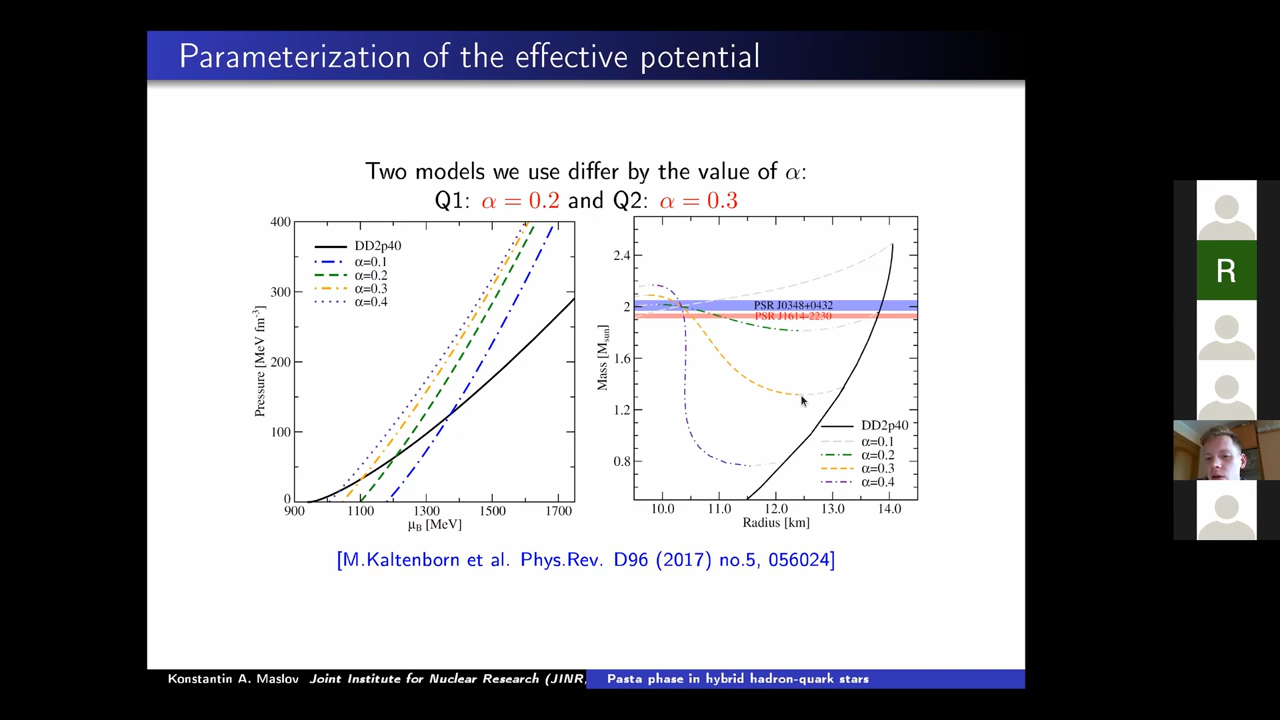 Parameterization of the effective potential
Two models we use differ by the value of α:
Q1: α = 0.2 and Q2: α = 0.3
400
300
200
100
0
Pressure [MeV fm⁻³]
DD2p40
α=0.1
α=0.2
α=0.3
α=0.4
900 1100 1300 1500 1700
μB [MeV]
2.4
2
1.6
1.2
0.8
Mass [Msun]
PSR J0348+0432
PSR J1614-2230
DD2p40
α=0.1
α=0.2
α=0.3
α=0.4
10.0 11.0 12.0 13.0 14.0
Radius [km]
[M.Kaltenborn et al. Phys.Rev. D96 (2017) no.5, 056024]
Konstantin A. Maslov Joint Institute for Nuclear Research (JINR, Pasta phase in hybrid hadron-quark stars
R